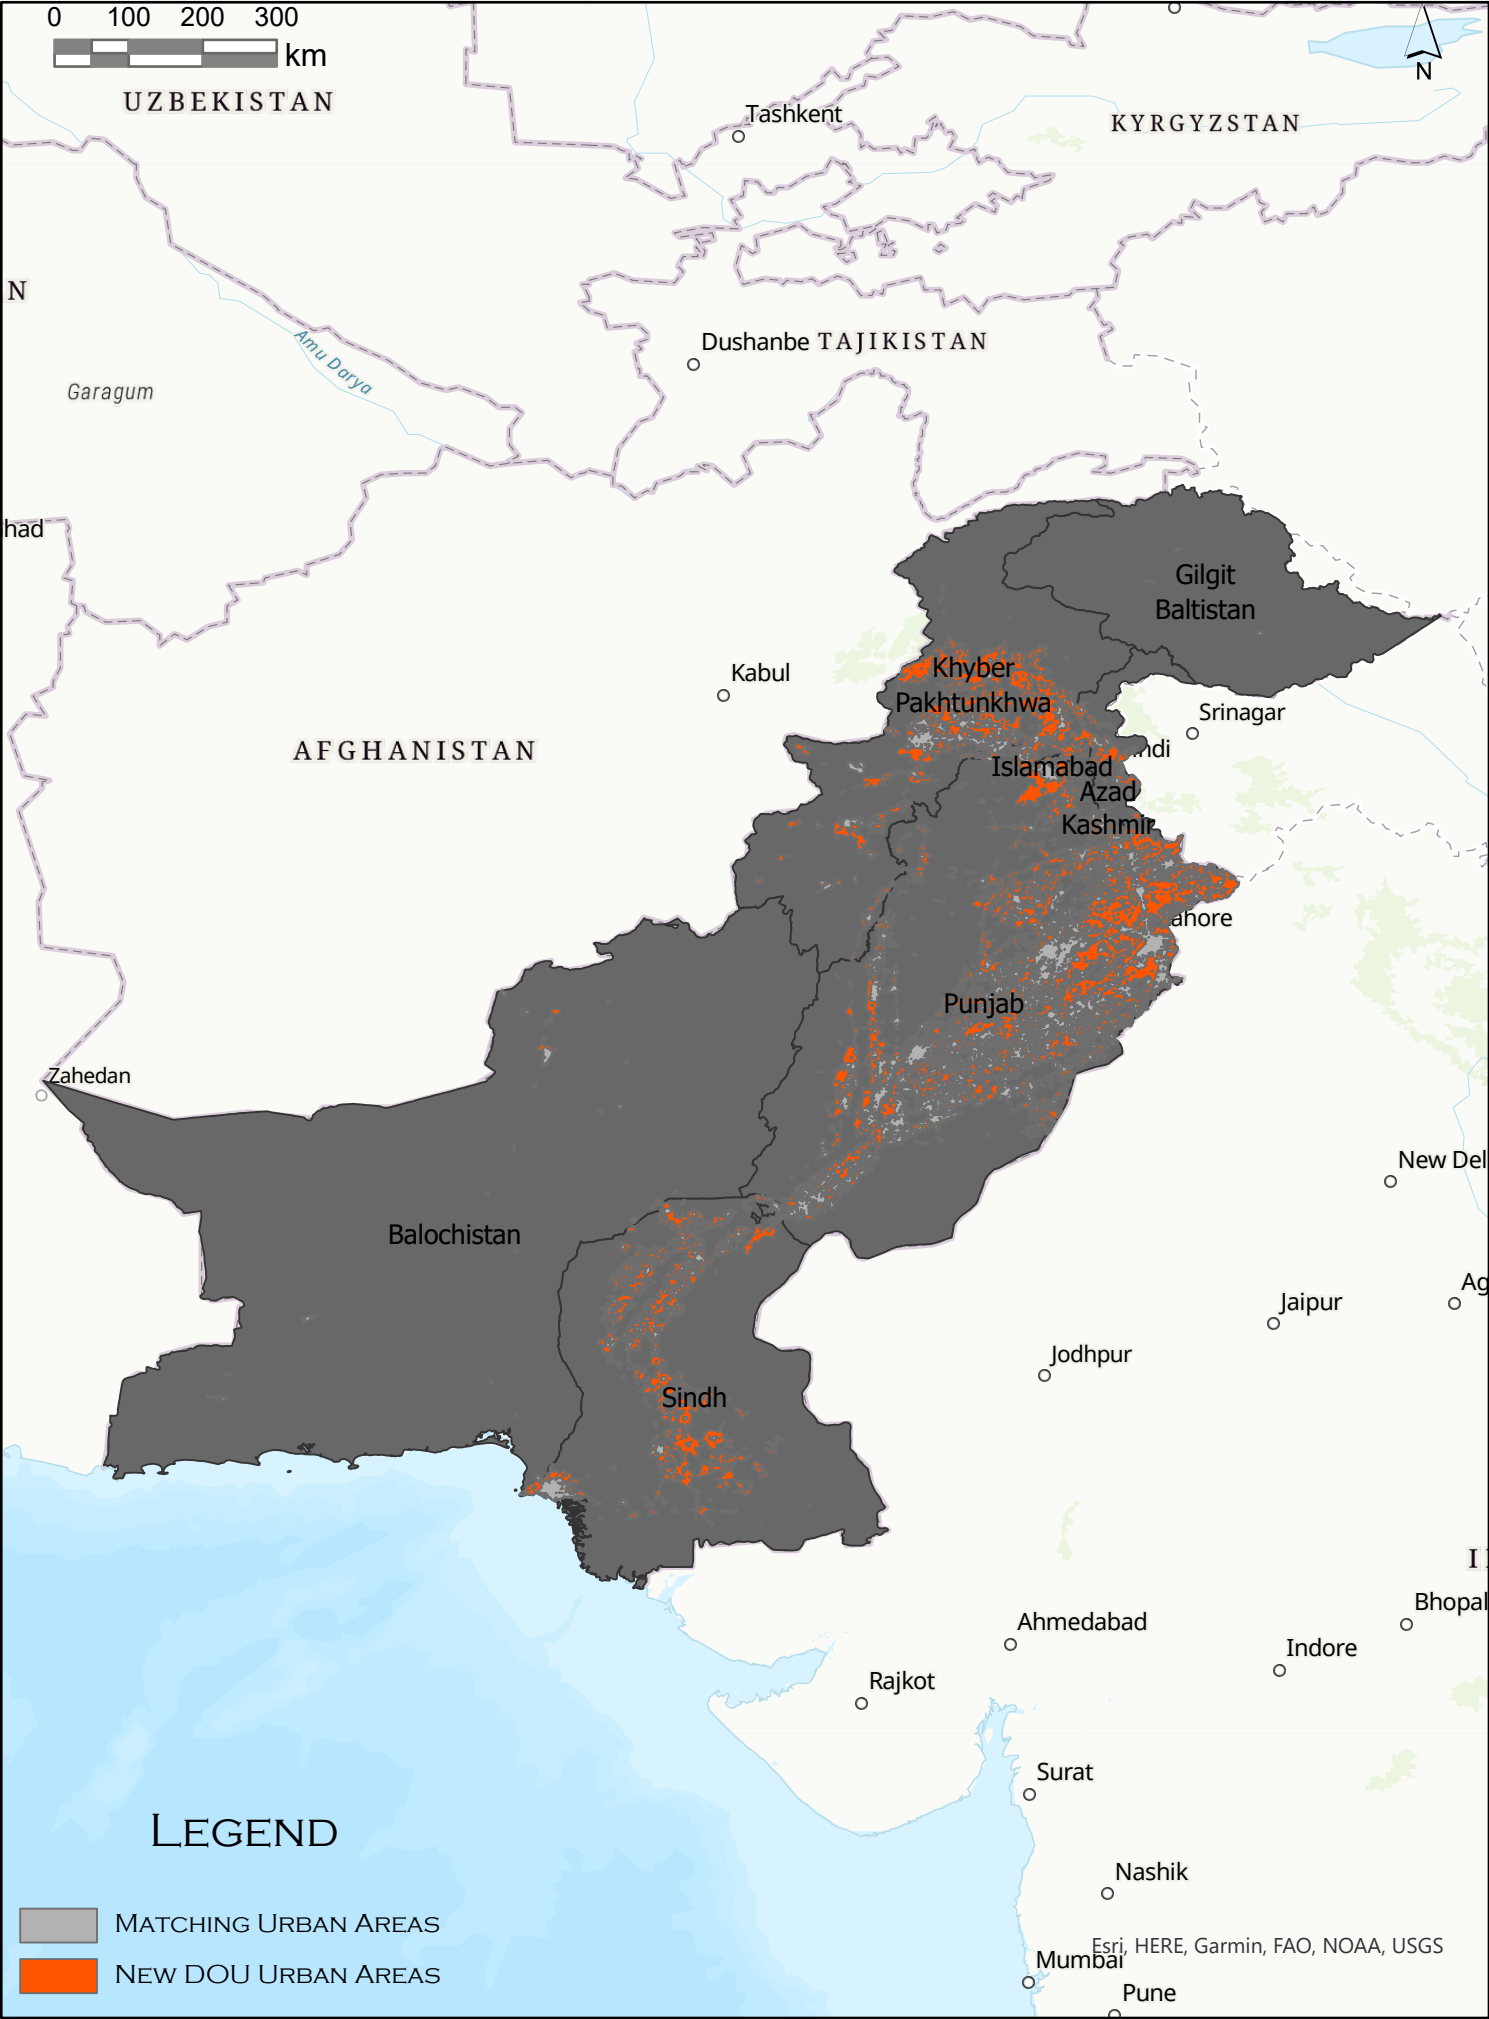 0 100 200 300
km
UZBEKISTAN
N
Tashkent
KYRGYZSTAN
N
Dushanbe TAJIKISTAN
Amu Darya
Garagum
had
Gilgit
Baltistan
Kabul
Khyber
Pakhtunkhwa
Srinagar
AFGHANISTAN
ndi
Islamabad
Azad
Kashmir
ahore
Punjab
Zahedan
New Del
Balochistan
Ag
Jaipur
Jodhpur
Sindh
I
Bhopal
Ahmedabad
Indore
Rajkot
Surat
LEGEND
Nashik
MATCHING URBAN AREAS
Esri, HERE, Garmin, FAO, NOAA, USGS
Mumbai
NEW DOU URBAN AREAS
Pune